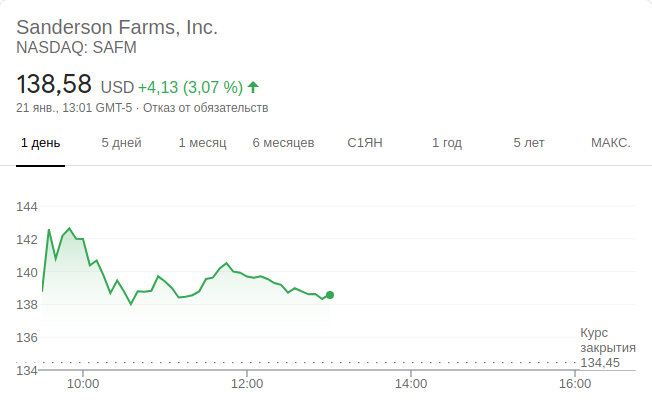 Sanderson Farms, Inc.
NASDAQ: SAFM
138,58 USD +4,13 (3,07 %)
21 янв., 13:01 GMT-5 · Отказ от обязательств
1 день 5 дней 1 месяц 6 месяцев С1ЯН 1 год 5 лет МАКС.
144
142
140
138
136
Курс
закрытия
134,45
134
10:00 12:00 14:00 16:00